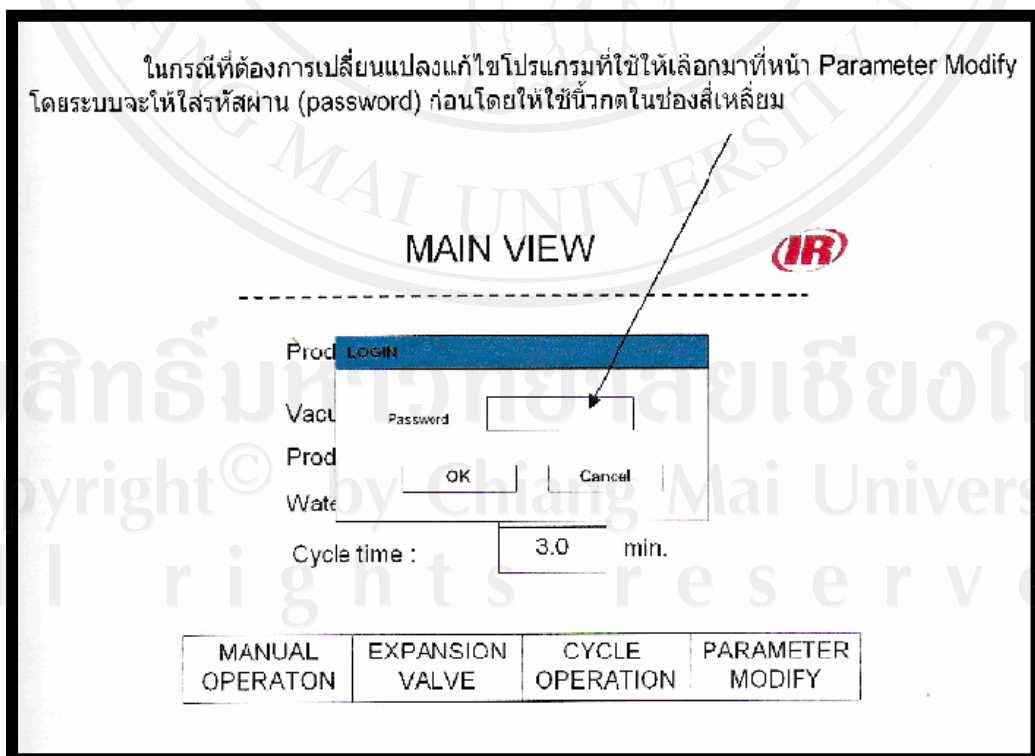 ในกรณีที่ต้องการเปลี่ยนแปลงแก้ไขโปรแกรมที่ใช้ให้เลือกมาที่หน้า Parameter Modify
โดยระบบจะให้ใส่รหัสผ่าน (password) ก่อนโดยให้ใช้นิ้วกดในช่องสี่เหลี่ยม
MAIN VIEW
IR
Prod
LOGIN
Vacu
Password
Prod
OK Cancel
Wate
Cycle time : 3.0 min.
MANUAL EXPANSION CYCLE PARAMETER
OPERATON VALVE OPERATION MODIFY